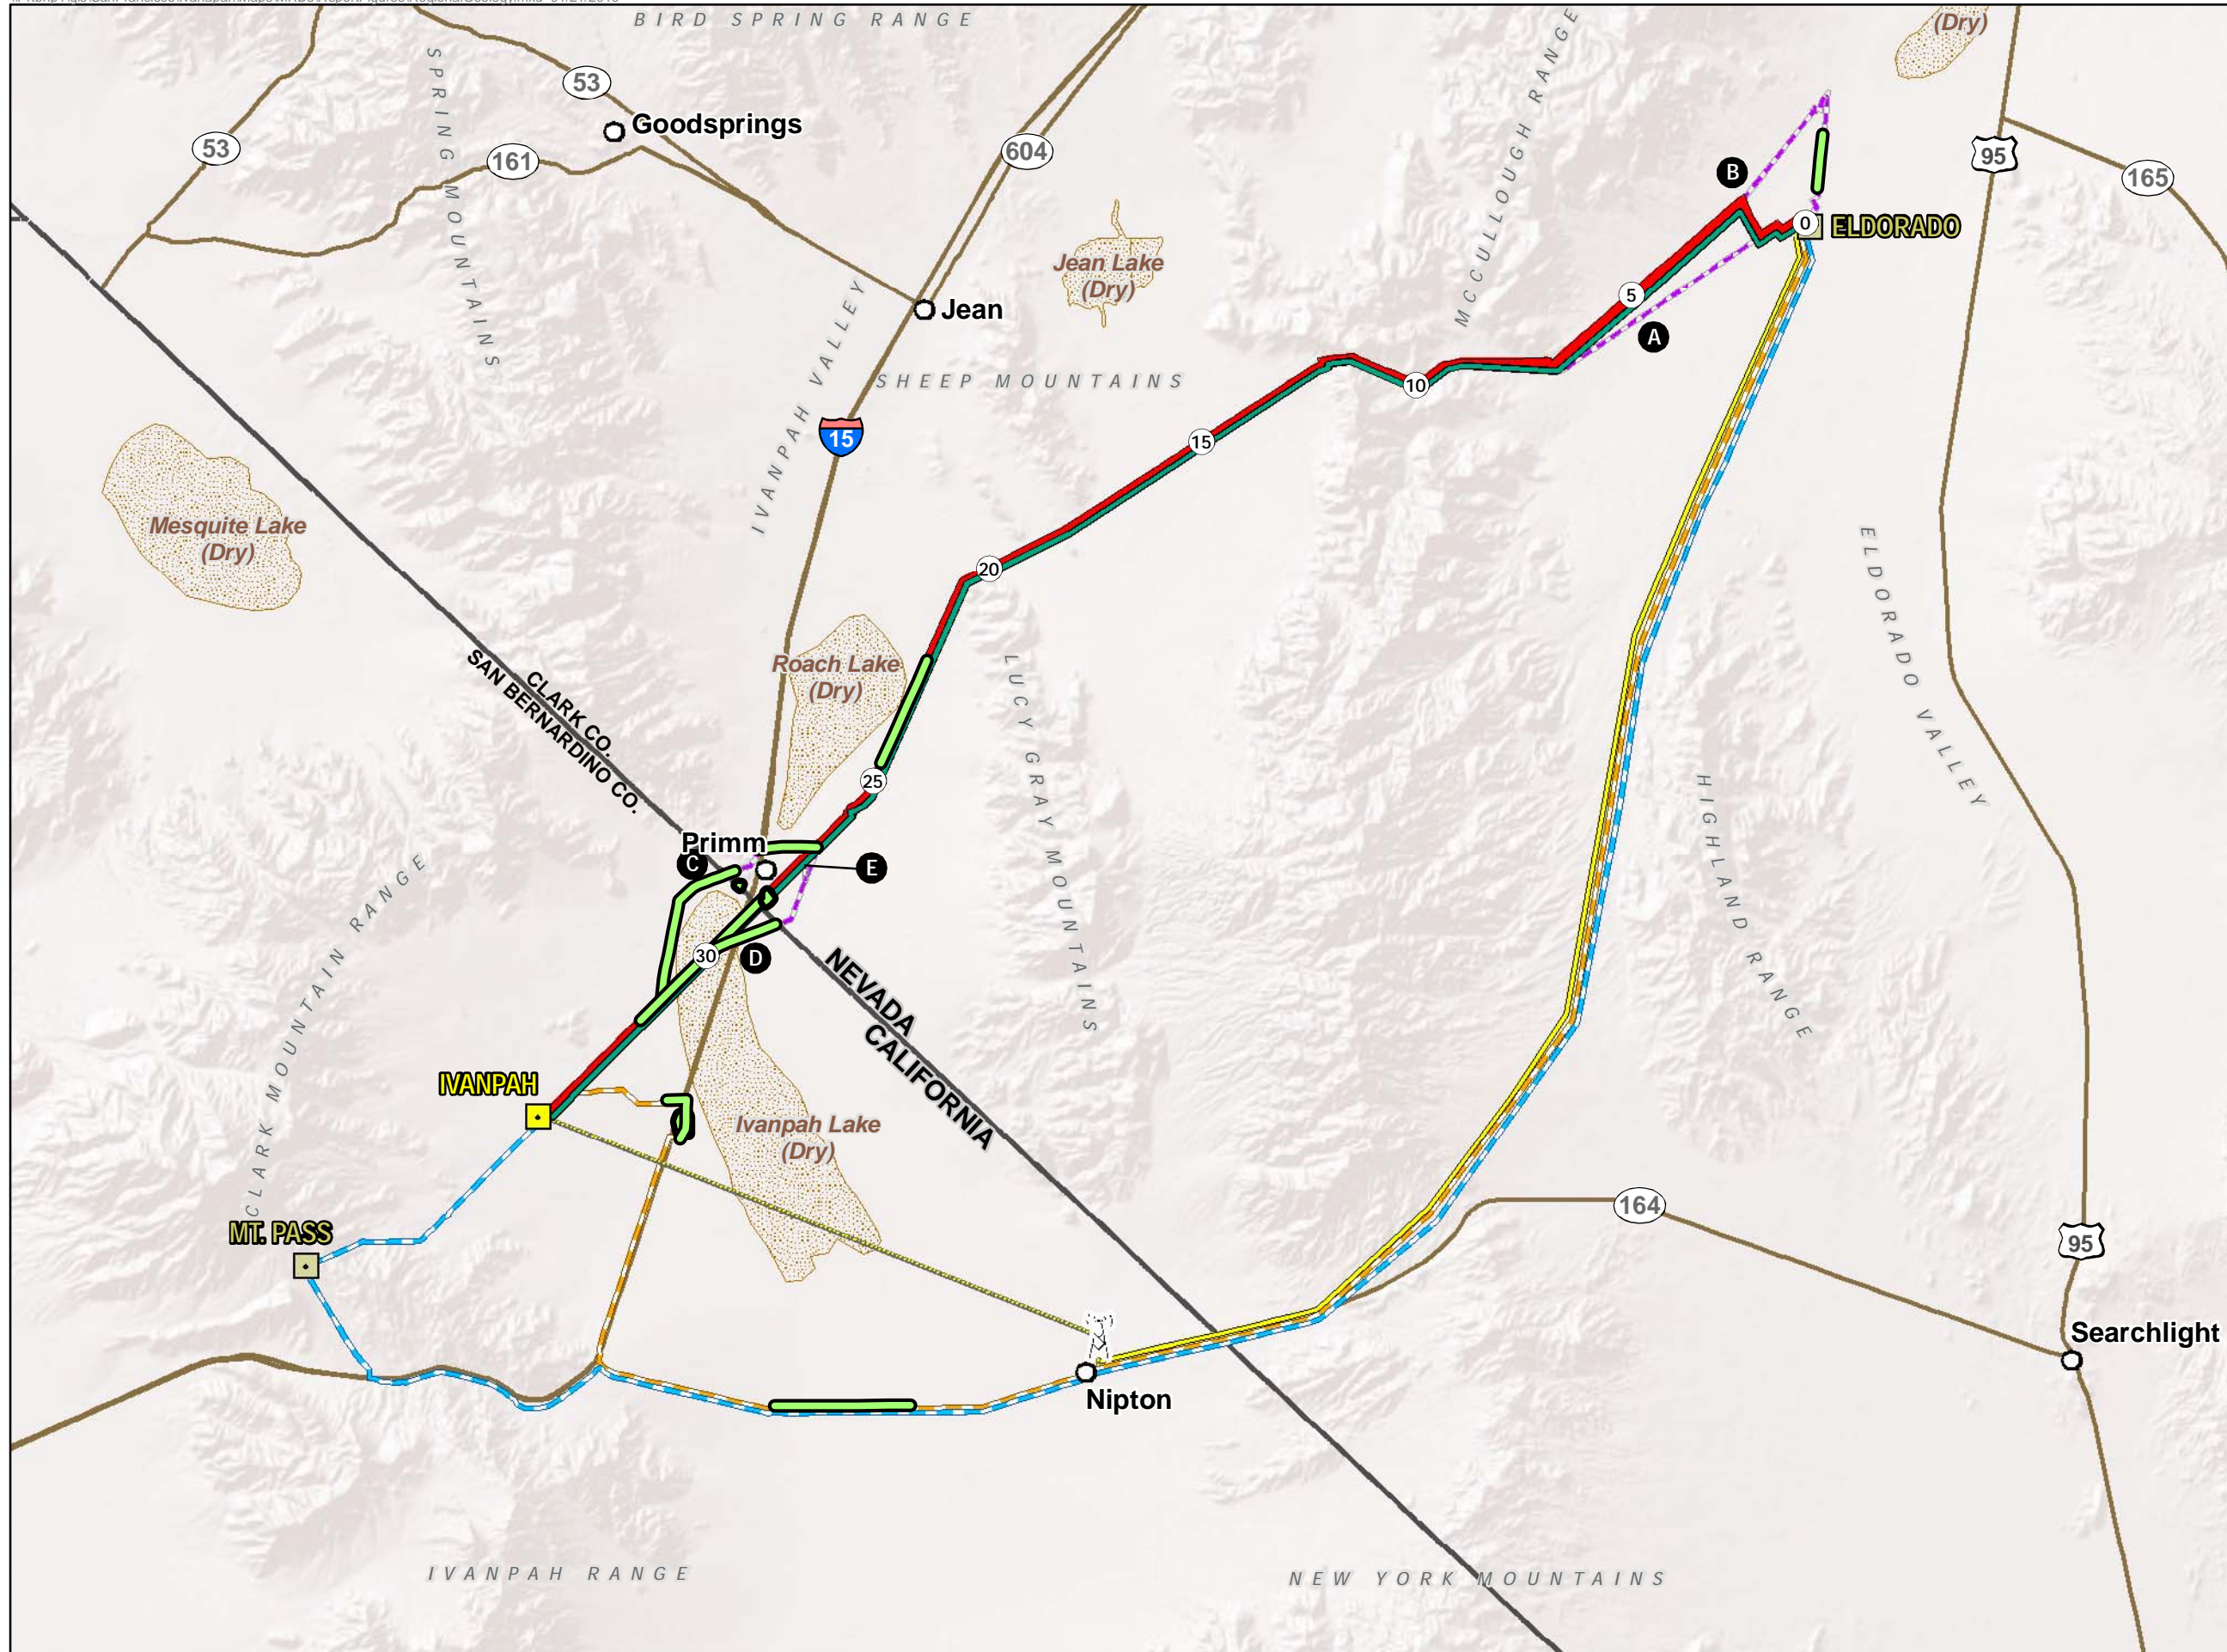 BIRD SPRING RANGE
(Dry)
SPRING MOUNTAINS
53
Goodsprings
53
161
604
MCCULLOUGH RANGE
95
165
B
0
ELDORADO
Jean Lake
(Dry)
Jean
5
A
IVANPAH VALLEY
SHEEP MOUNTAINS
10
15
15
Mesquite Lake
(Dry)
20
ELDORADO VALLEY
CLARK CO.
SAN BERNARDINO CO.
Roach Lake
(Dry)
LUCY GRAY MOUNTAINS
25
HIGHLAND RANGE
Primm
C
E
CLARK MOUNTAIN RANGE
30
D
NEVADA
CALIFORNIA
IVANPAH
Ivanpah Lake
(Dry)
MT. PASS
164
95
Searchlight
Nipton
IVANPAH RANGE
NEW YORK MOUNTAINS